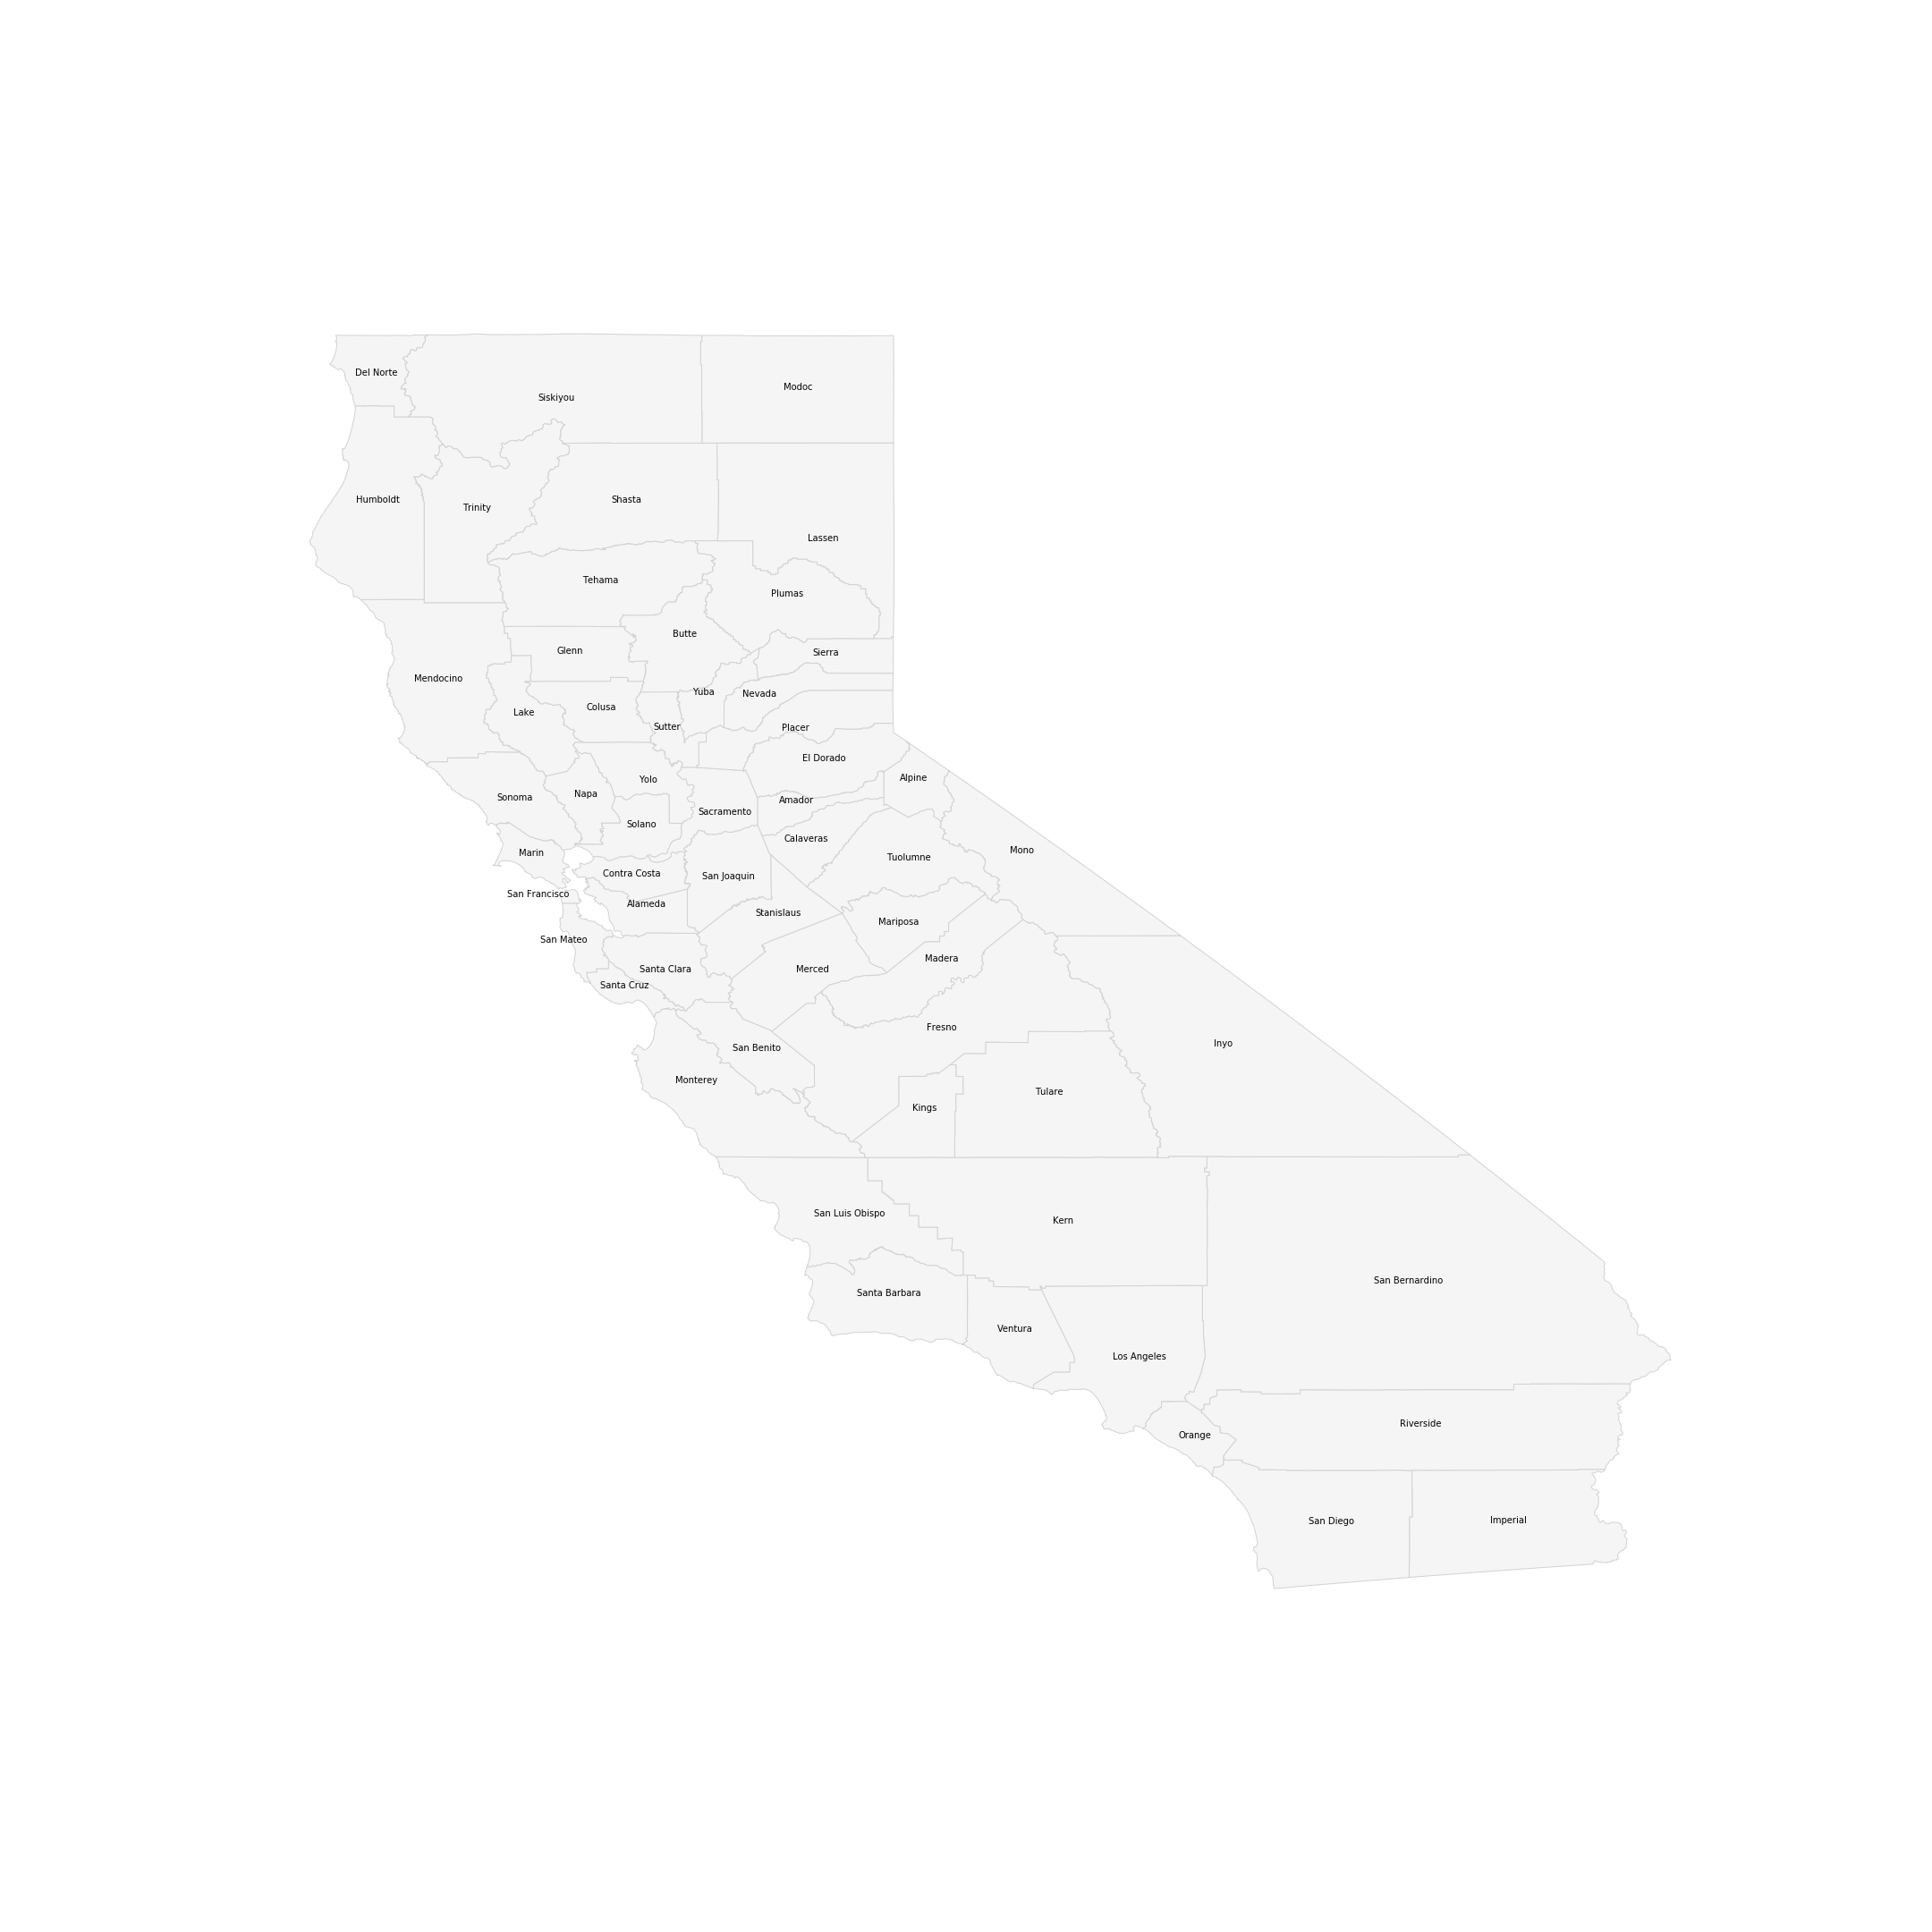 Del Norte
Modoc
Siskiyou
Humboldt
Shasta
Trinity
Lassen
Tehama
Plumas
Butte
Glenn
Sierra
Mendocino
Yuba
Nevada
Colusa
Lake
Sutter
Placer
El Dorado
Alpine
Yolo
Napa
Sonoma
Amador
Sacramento
Solano
Calaveras
Mono
Marin
Tuolumne
Contra Costa
San Joaquin
San Francisco
Alameda
Stanislaus
Mariposa
San Mateo
Madera
Santa Clara
Merced
Santa Cruz
Fresno
Inyo
San Benito
Monterey
Tulare
Kings
San Luis Obispo
Kern
San Bernardino
Santa Barbara
Ventura
Los Angeles
Riverside
Orange
San Diego
Imperial